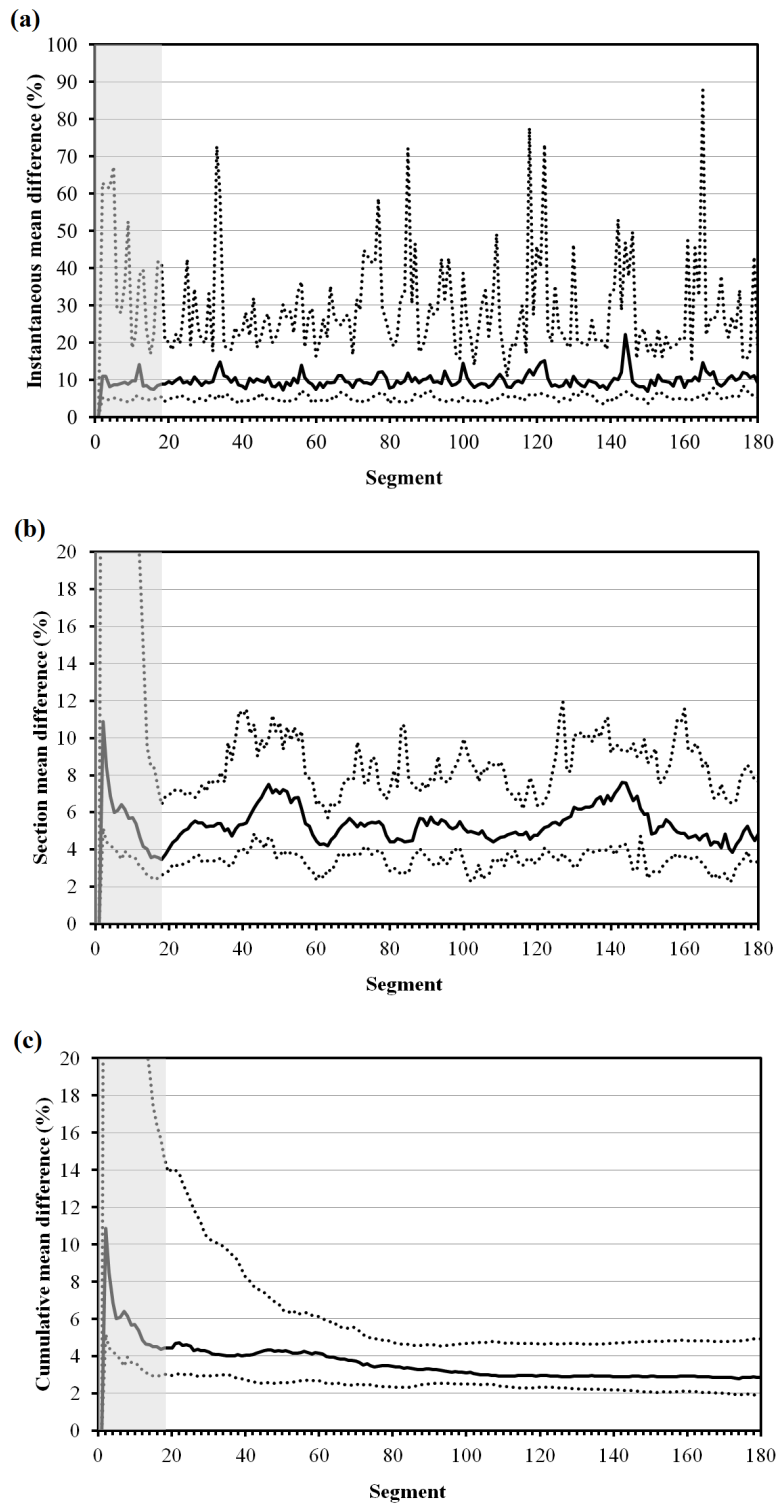 (a)
Instantaneous mean difference (%)
100
90
80
70
60
50
40
30
20
10
0
0 20 40 60 80 100 120 140 160 180
Segment
(b)
Section mean difference (%)
20
18
16
14
12
10
8
6
4
2
0
0 20 40 60 80 100 120 140 160 180
Segment
(c)
Cumulative mean difference (%)
20
18
16
14
12
10
8
6
4
2
0
0 20 40 60 80 100 120 140 160 180
Segment